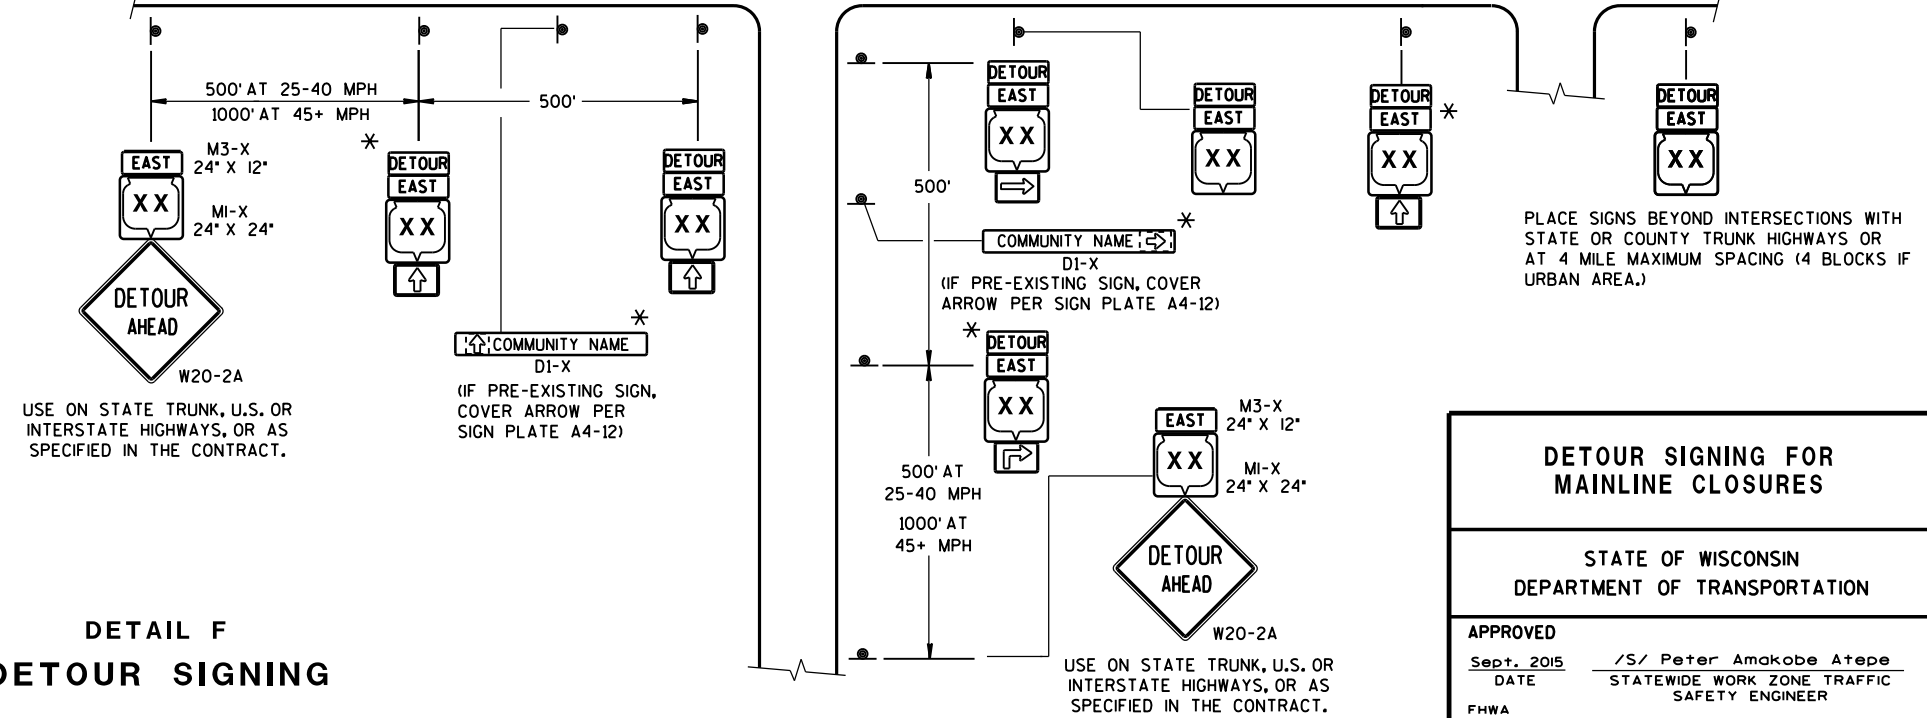 500' AT 25-40 MPH
1000' AT 45+ MPH
500'
M3-X
24" X 12"
EAST
XX
M1-X
24" X 24"
DETOUR
AHEAD
W20-2A
USE ON STATE TRUNK, U.S. OR
INTERSTATE HIGHWAYS, OR AS
SPECIFIED IN THE CONTRACT.
*
DETOUR
EAST
XX
*
COMMUNITY NAME
D1-X
(IF PRE-EXISTING SIGN,
COVER ARROW PER
SIGN PLATE A4-12)
DETOUR
EAST
XX
DETOUR
EAST
XX
500'
*
COMMUNITY NAME
D1-X
(IF PRE-EXISTING SIGN, COVER
ARROW PER SIGN PLATE A4-12)
DETOUR
EAST
XX
DETOUR
EAST
XX
*
DETOUR
EAST
XX
PLACE SIGNS BEYOND INTERSECTIONS WITH
STATE OR COUNTY TRUNK HIGHWAYS OR
AT 4 MILE MAXIMUM SPACING (4 BLOCKS IF
URBAN AREA.)
*
DETOUR
EAST
XX
500' AT
25-40 MPH
1000' AT
45+ MPH
M3-X
24" X 12"
EAST
XX
M1-X
24" X 24"
DETOUR
AHEAD
W20-2A
USE ON STATE TRUNK, U.S. OR
INTERSTATE HIGHWAYS, OR AS
SPECIFIED IN THE CONTRACT.
DETAIL F
DETOUR SIGNING
DETOUR SIGNING FOR
MAINLINE CLOSURES
STATE OF WISCONSIN
DEPARTMENT OF TRANSPORTATION
APPROVED
Sept. 2015
DATE
/S/ Peter Amakobe Atepe
STATEWIDE WORK ZONE TRAFFIC
SAFETY ENGINEER
FHWA